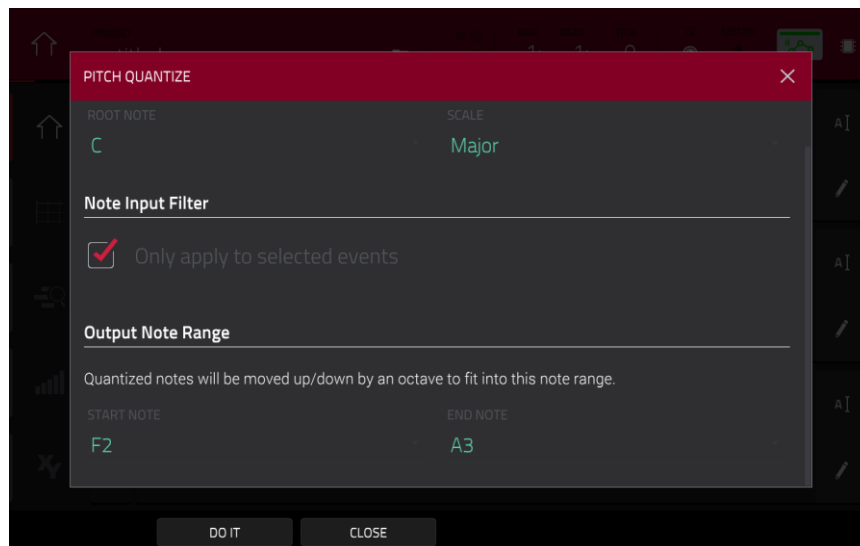 PITCH QUANTIZE
ROOT NOTE SCALE
C Major
Note Input Filter
Only apply to selected events
Output Note Range
Quantized notes will be moved up/down by an octave to fit into this note range.
START NOTE END NOTE
F2 A3
DO IT CLOSE